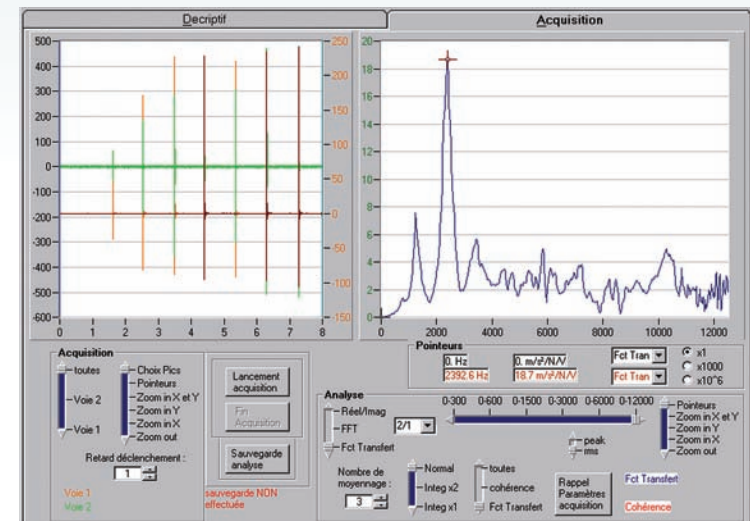 Decriptif
Acquisition
500
400
300
200
100
0
-100
-200
-300
-400
-500
-600
250
-200
-150
-100
-50
0
-50
-100
-150
0 1 2 3 4 5 6 7 8
20
18
16
14
12
10
8
6
4
2
0
0 2000 4000 6000 8000 10000 12000
Pointeurs
0. Hz 0. m/s²/N/V Fct Tran x1
2392.6 Hz 18.7 m/s²/N/V Fct Tran x1000
x10^6
Acquisition
toutes
Voie 2
Voie 1
Choix Pics
Pointeurs
Zoom in X et Y
Zoom in Y
Zoom in X
Zoom out
Retard déclenchement :
1
Voie 1
Voie 2
Lancement
acquisition
Fin
Acquisition
Sauvegarde
analyse
sauvegarde NON
effectuée
Analyse
Réel/Imag
FFT
Fct Transfert
2/1
0-300 0-600 0-1500 0-3000 0-6000 0-12000
peak
rms
Pointeurs
Zoom in X et Y
Zoom in Y
Zoom in X
Zoom out
Nombre de
moyennage :
3
Normal
Integ x2
Integ x1
toutes
cohérence
Fct Transfert
Rappel
Paramètres
acquisition
Fct Transfert
Cohérence